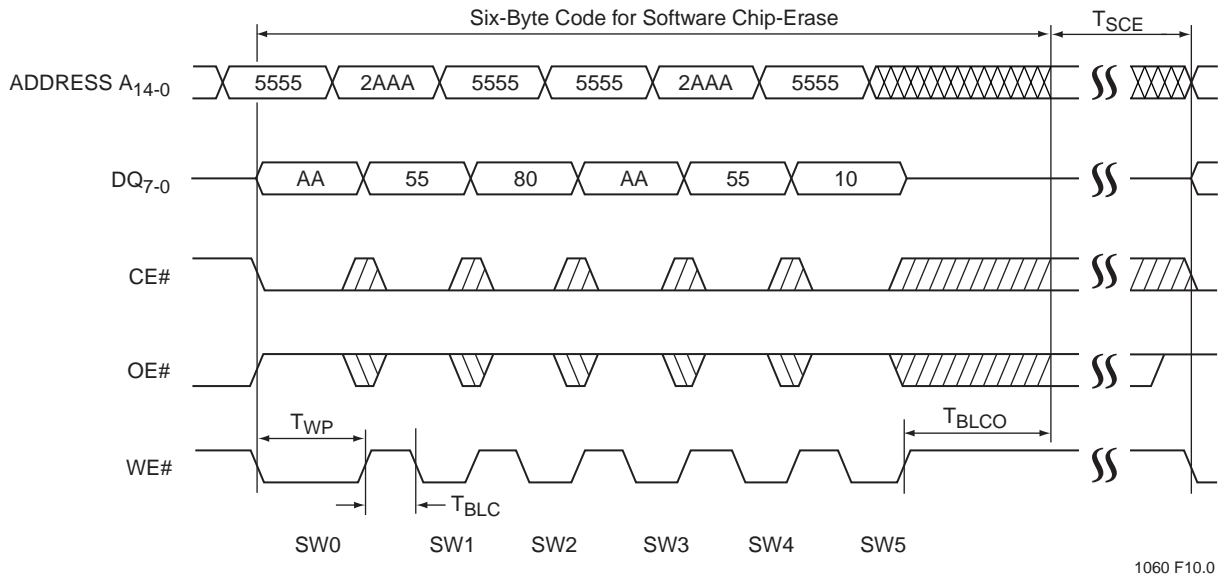 Six-Byte Code for Software Chip-Erase
TSCE
ADDRESS A14-0
5555 2AAA 5555 5555 2AAA 5555
DQ7-0
AA 55 80 AA 55 10
CE#
OE#
TWP
TBLCO
WE#
TBLC
SW0 SW1 SW2 SW3 SW4 SW5
1060 F10.0